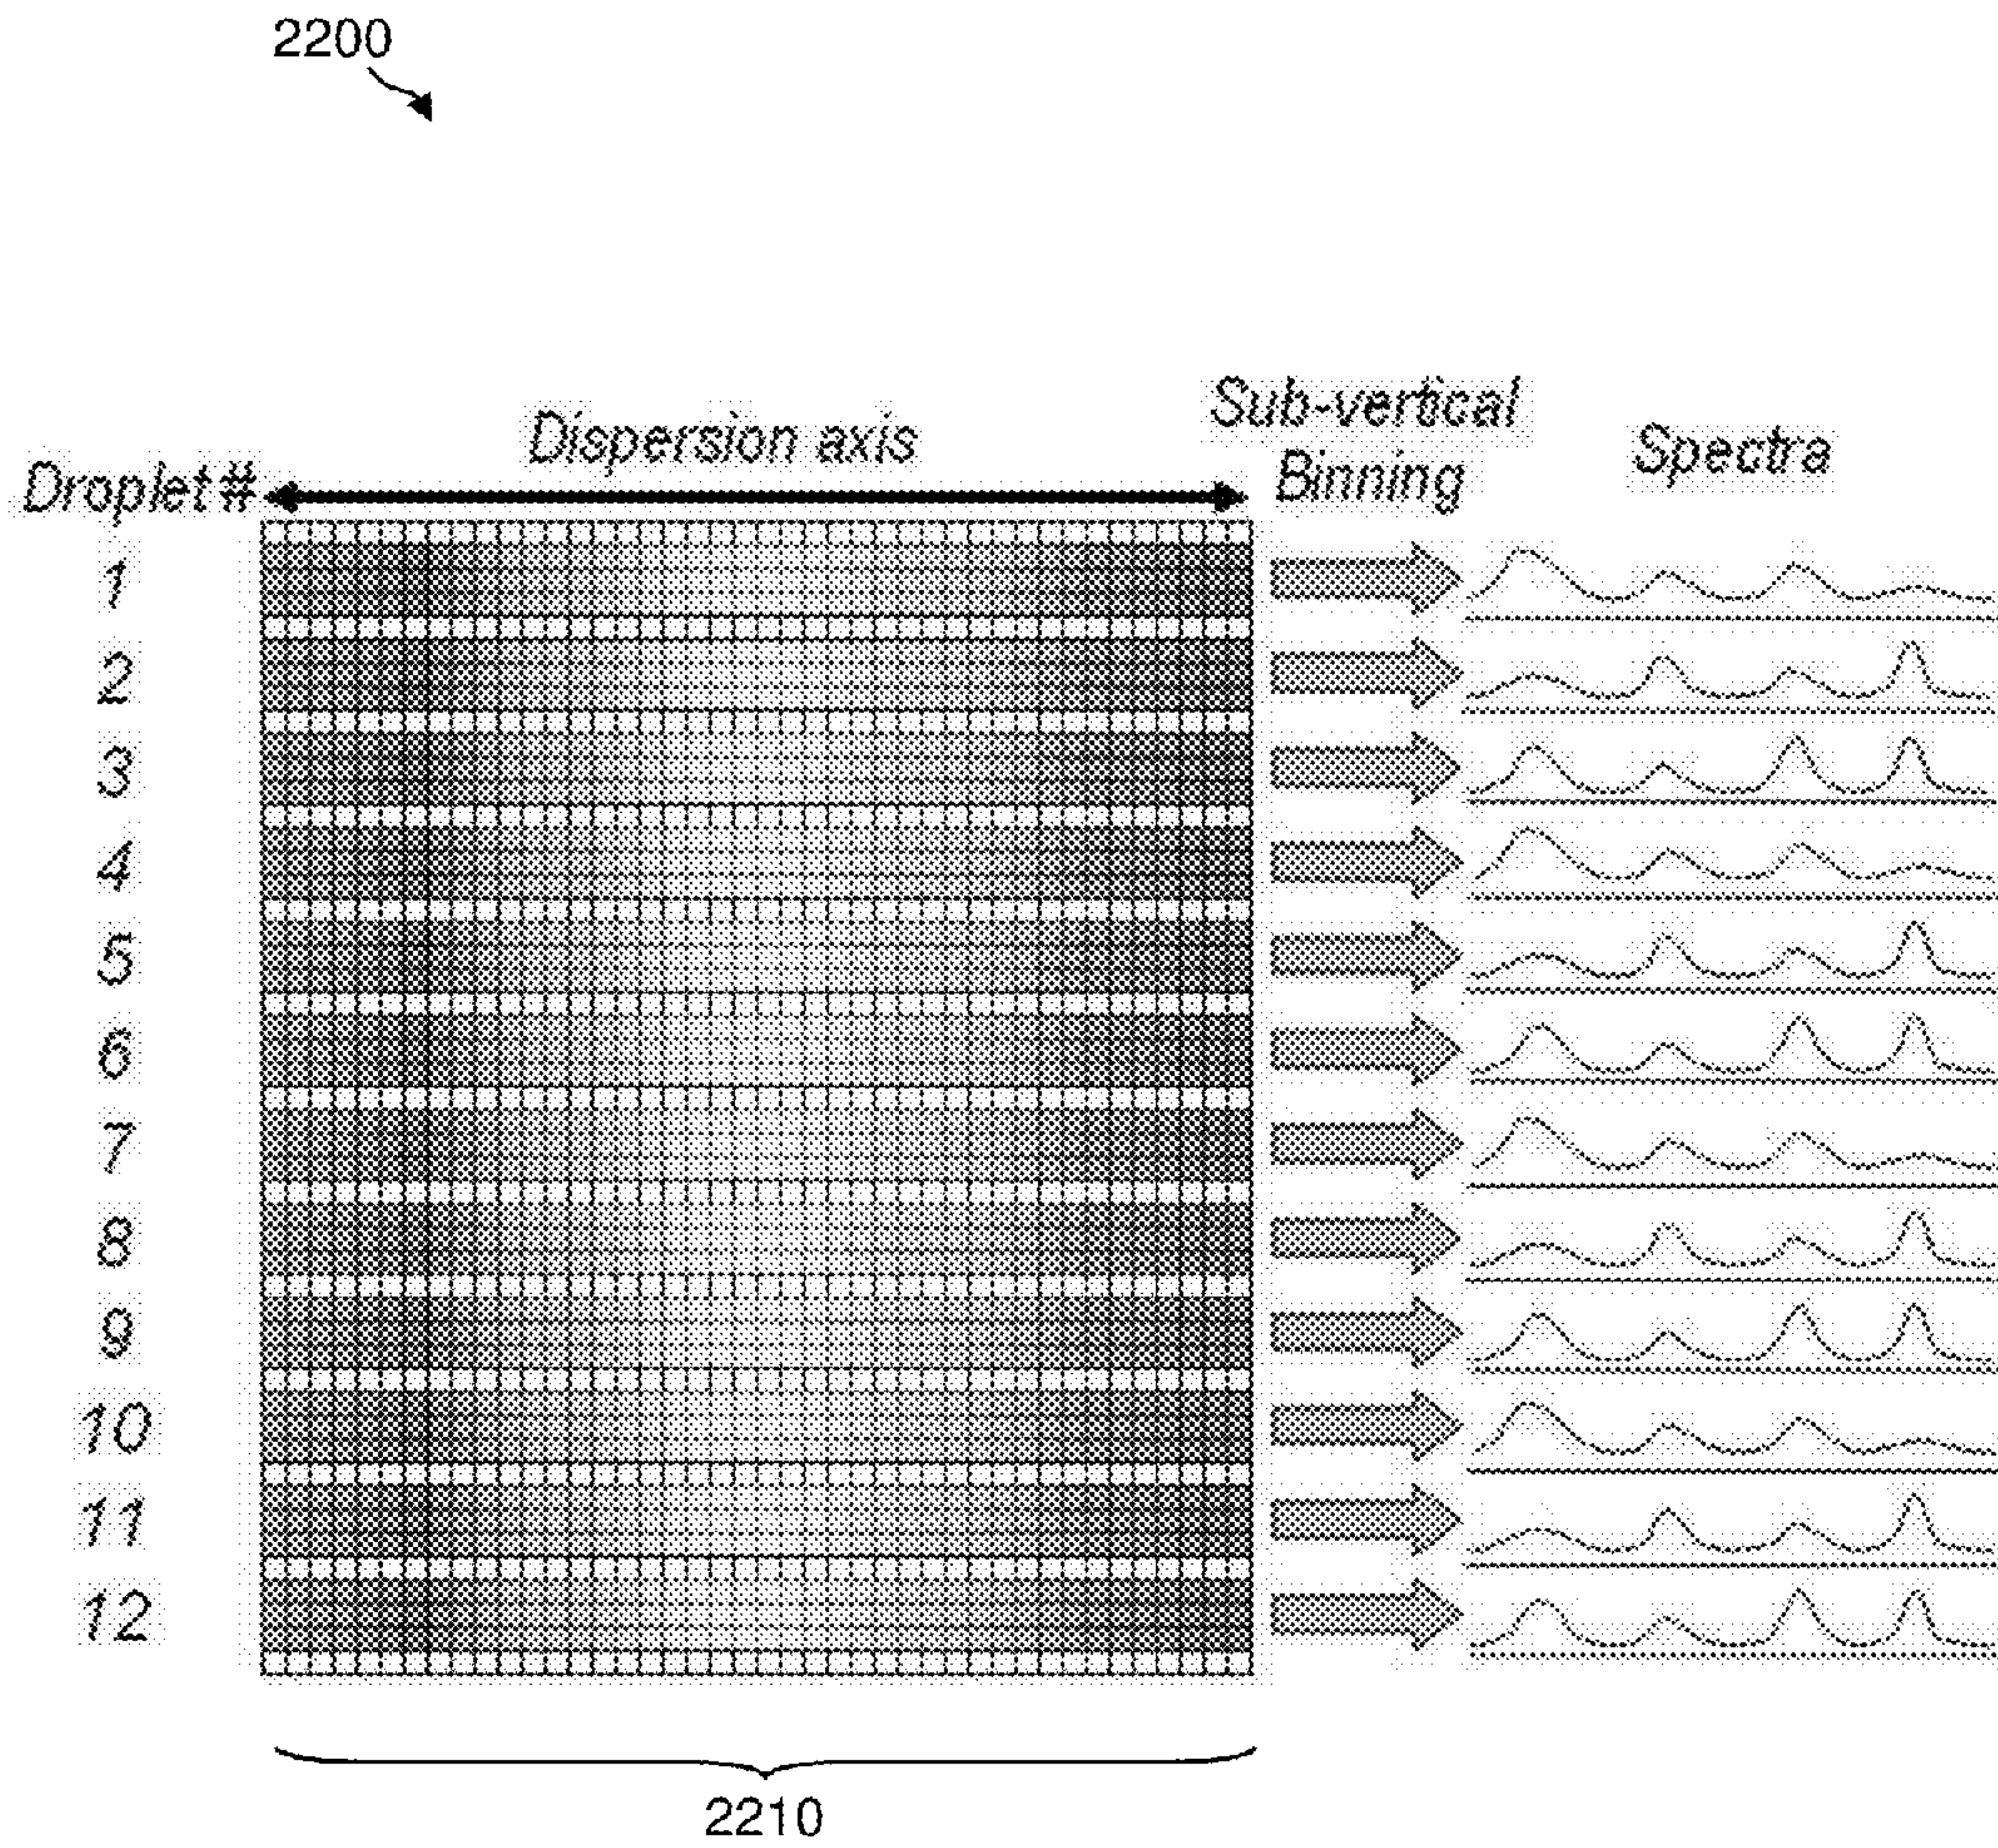 2200
Dispersion axis
Sub-vertical
Binning
Spectra
Droplet #
1
2
3
4
5
6
7
8
9
10
11
12
2210